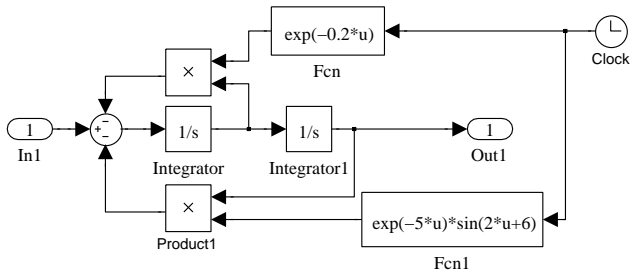 exp(−0.2*u)
Fcn
Clock
×
1
In1
1/s
Integrator
1/s
Integrator1
1
Out1
×
Product1
exp(−5*u)*sin(2*u+6)
Fcn1